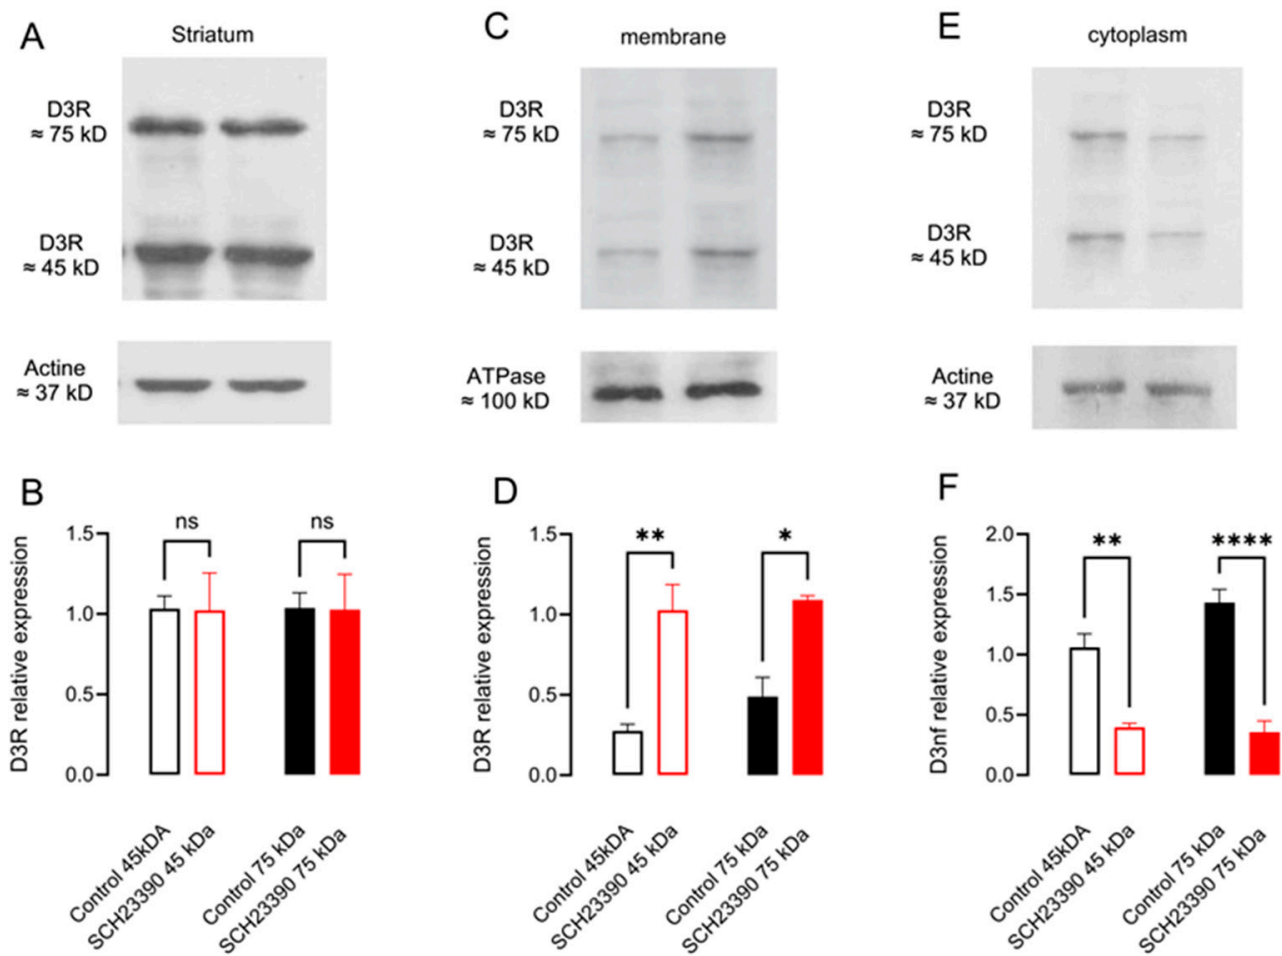 A
Striatum
D3R
≈ 75 kD
D3R
≈ 45 kD
Actine
≈ 37 kD
C
membrane
D3R
≈ 75 kD
D3R
≈ 45 kD
ATPase
≈ 100 kD
E
cytoplasm
D3R
≈ 75 kD
D3R
≈ 45 kD
Actine
≈ 37 kD
B
D3R relative expression
1.5
1.0
0.5
0.0
ns
ns
Control 45kDA
SCH23390 45 kDa
Control 75 kDa
SCH23390 75 kDa
D
D3R relative expression
1.5
1.0
0.5
0.0
**
*
Control 45kDA
SCH23390 45 kDa
Control 75 kDa
SCH23390 75 kDa
F
D3nf relative expression
2.0
1.5
1.0
0.5
0.0
**
****
Control 45kDA
SCH23390 45 kDa
Control 75 kDa
SCH23390 75 kDa